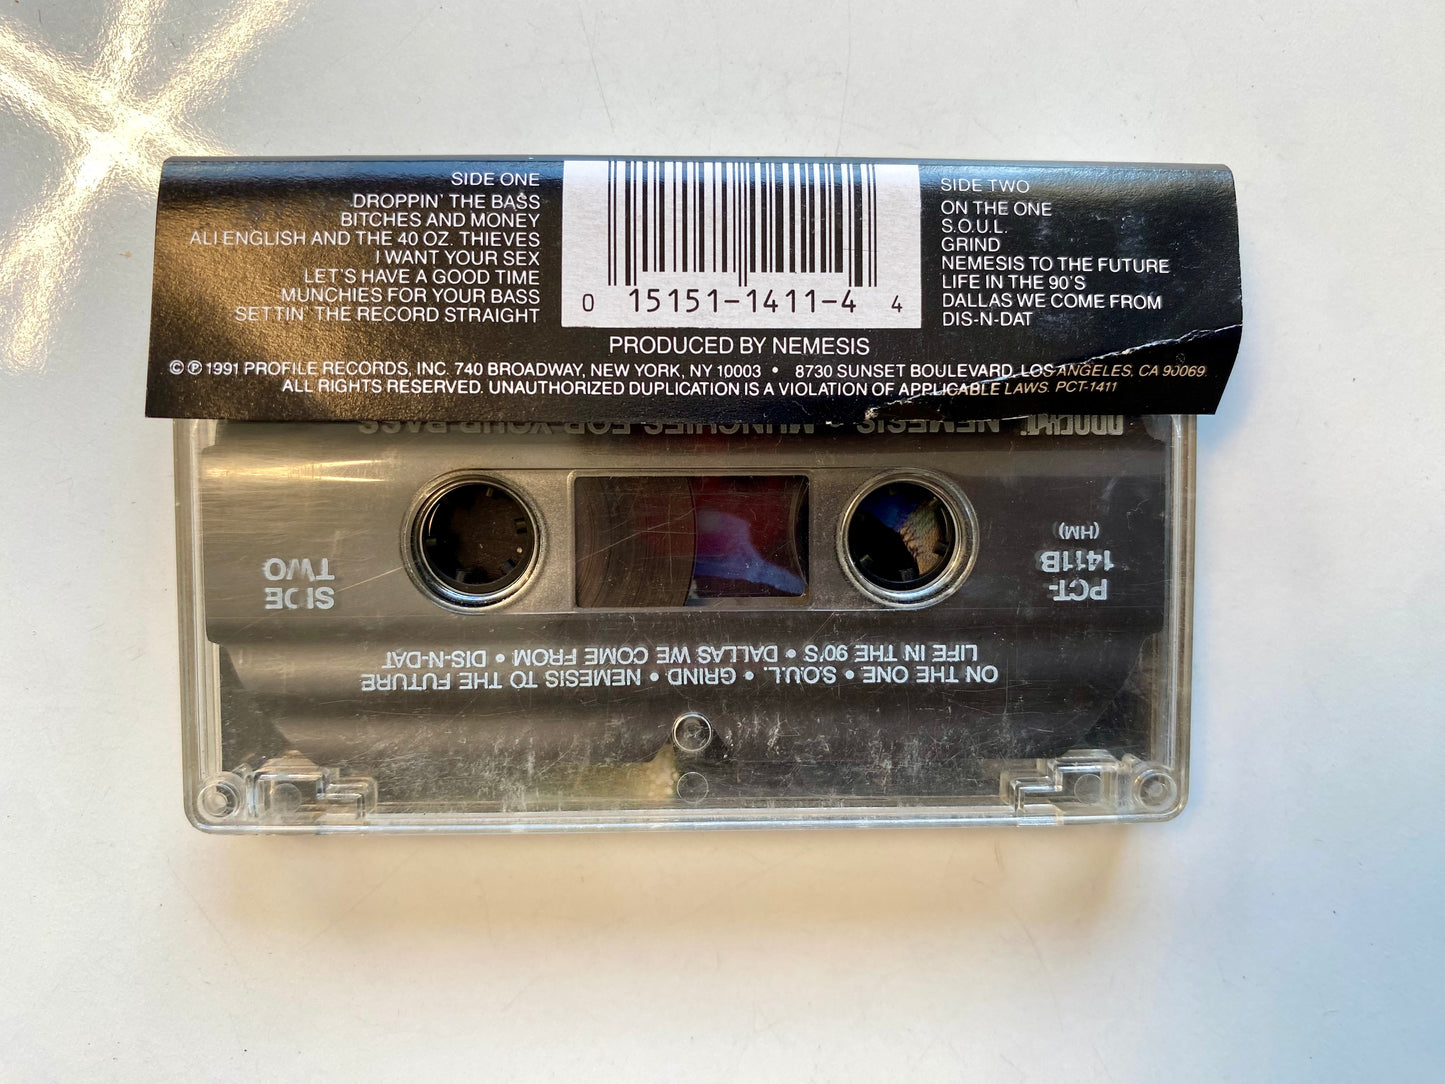 SIDE ONE
DROPPIN' THE BASS
BITCHES AND MONEY
ALI ENGLISH AND THE 40 OZ. THIEVES
I WANT YOUR SEX
LET'S HAVE A GOOD TIME
MUNCHIES FOR YOUR BASS
SETTIN' THE RECORD STRAIGHT
0 15151-1411-4 4
SIDE TWO
ON THE ONE
S.O.U.L.
GRIND
NEMESIS TO THE FUTURE
LIFE IN THE 90'S
DALLAS WE COME FROM
DIS-N-DAT
PRODUCED BY NEMESIS
© ℗ 1991 PROFILE RECORDS, INC. 740 BROADWAY, NEW YORK, NY 10003 • 8730 SUNSET BOULEVARD, LOS ANGELES, CA 90069
ALL RIGHTS RESERVED. UNAUTHORIZED DUPLICATION IS A VIOLATION OF APPLICABLE LAWS. PCT-1411
NEMESIS - MUNCHIES FOR YOUR BASS
PCT-
1411B
(HM)
SIDE
TWO
ON THE ONE • S.O.U.L. • GRIND • NEMESIS TO THE FUTURE
LIFE IN THE 90'S • DALLAS WE COME FROM • DIS-N-DAT